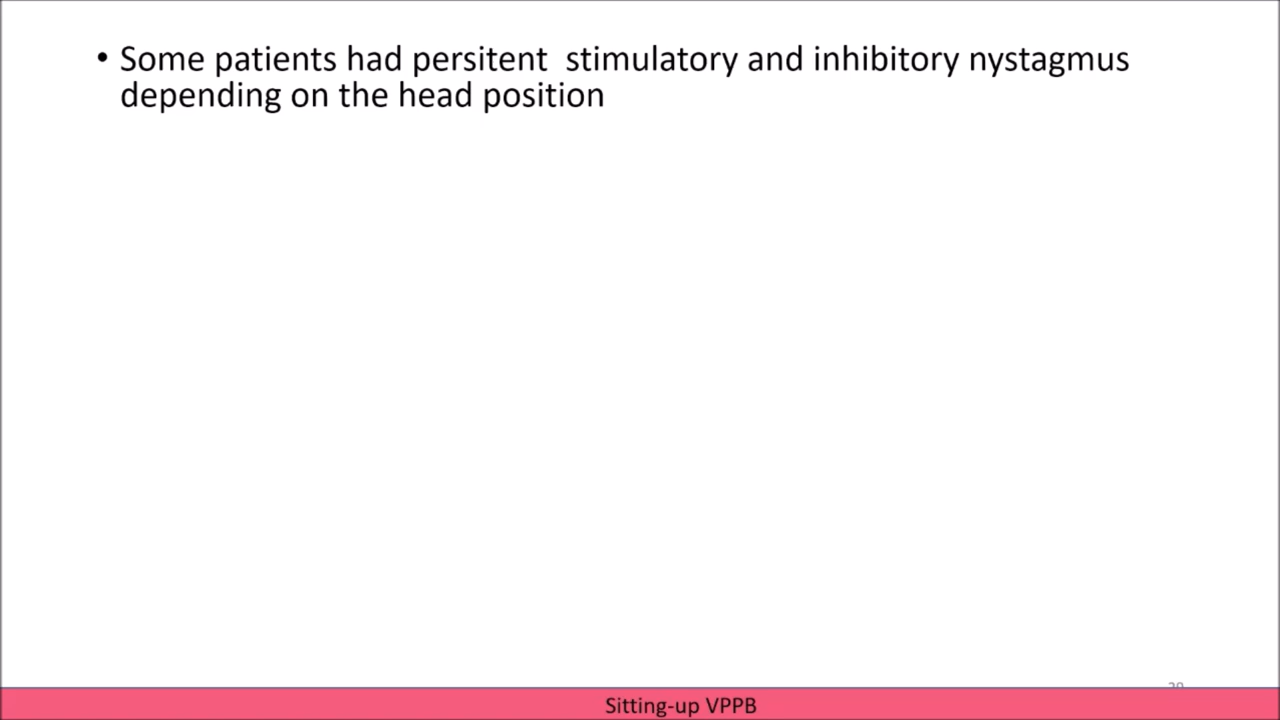 • Some patients had persitent  stimulatory and inhibitory nystagmus
depending on the head position
Sitting-up VPPB